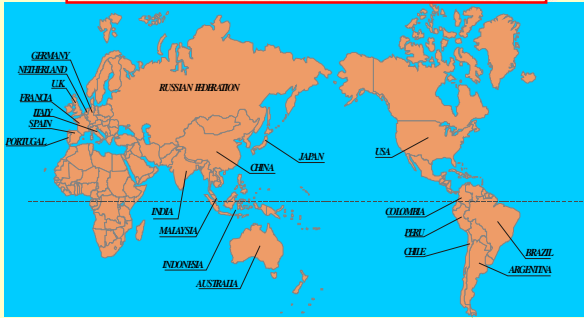 GERMANY
NETHERLAND
U.K
FRANCIA
ITALY
SPAIN
PORTUGAL
RUSSIAN FEDERATION
JAPAN
CHINA
INDIA
MALAYSIA
INDONESIA
AUSTRALIA
USA
COLOMBIA
PERU
CHILE
BRAZIL
ARGENTINA